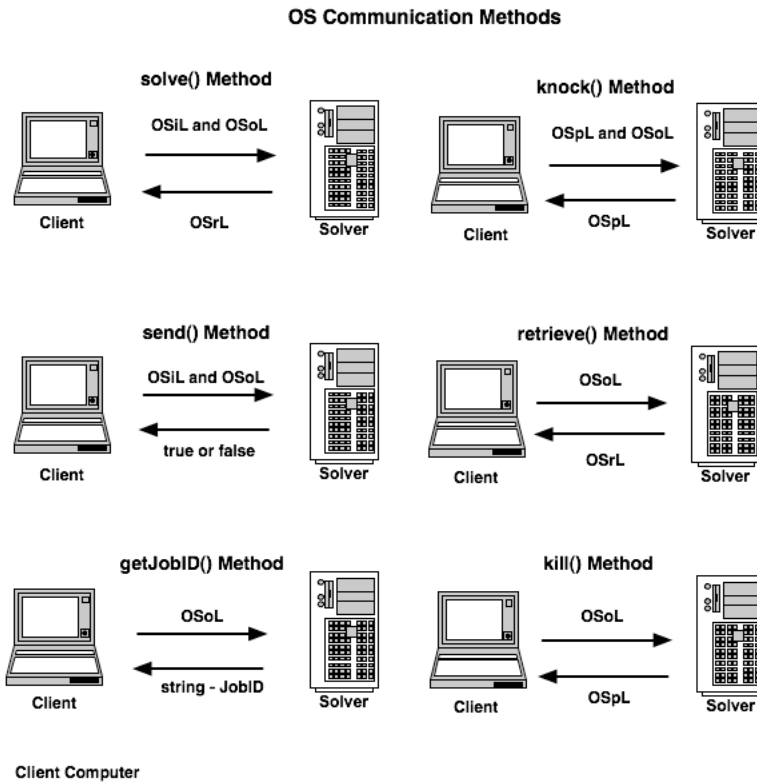 OS Communication Methods
solve() Method
OSiL and OSoL
OSrL
Client
Solver
knock() Method
OSpL and OSoL
OSpL
Client
Solver
send() Method
OSiL and OSoL
true or false
Client
Solver
retrieve() Method
OSoL
OSrL
Client
Solver
getJobID() Method
OSoL
string - JobID
Client
Solver
kill() Method
OSoL
OSpL
Client
Solver
Client Computer